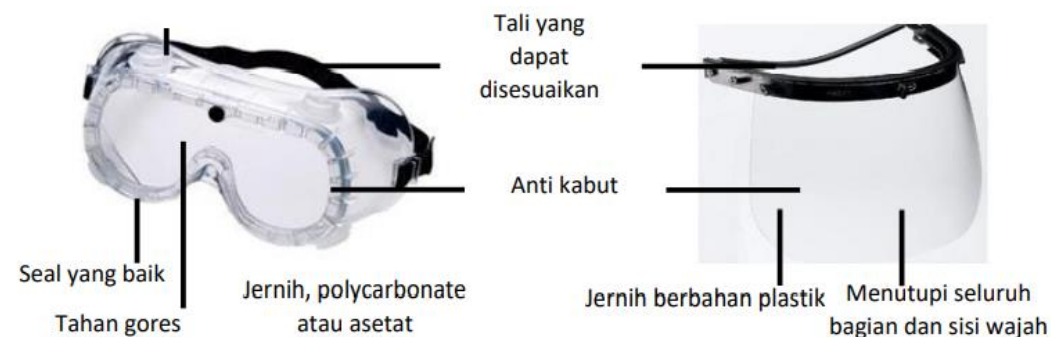 Tali yang
dapat
disesuaikan
Anti kabut
Seal yang baik
Tahan gores
Jernih, polycarbonate
atau asetat
Jernih berbahan plastik
Menutupi seluruh
bagian dan sisi wajah